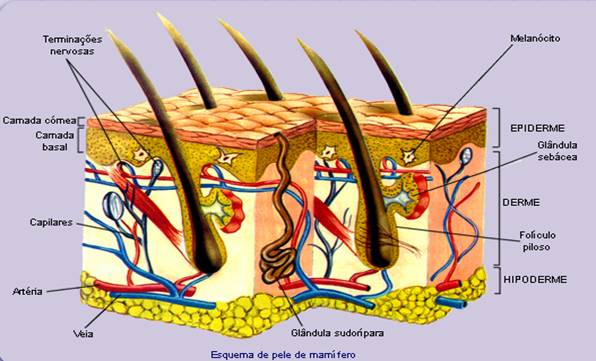 Terminações
nervosas
Melanócito
Camada córnea
Camada
basal
EPIDERME
Glândula
sebácea
DERME
Capilares
Folículo
piloso
HIPODERME
Artéria
Veia
Glândula sudorípara
Esquema de pele de mamífero